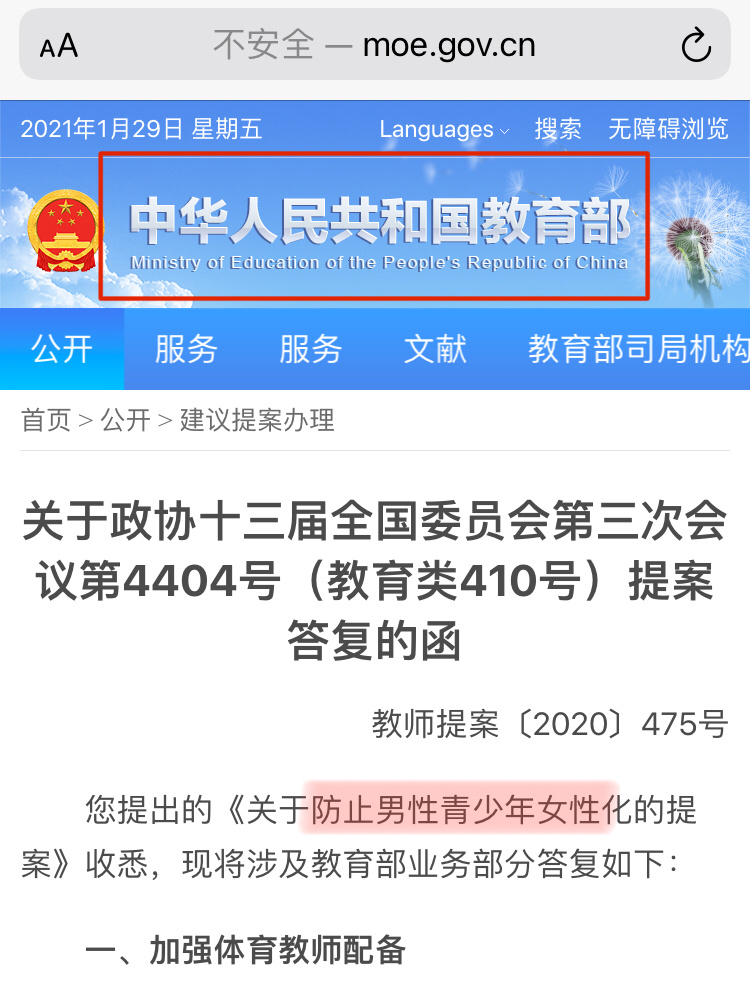 AA 不安全 — moe.gov.cn
2021年1月29日 星期五 Languages 搜索 无障碍浏览
中华人民共和国教育部
Ministry of Education of the People's Republic of China
公开 服务 服务 文献 教育部司局机构
首页 > 公开 > 建议提案办理
关于政协十三届全国委员会第三次会
议第4404号（教育类410号）提案
答复的函
教师提案〔2020〕475号
您提出的《关于防止男性青少年女性化的提
案》收悉，现将涉及教育部业务部分答复如下：
一、加强体育教师配备